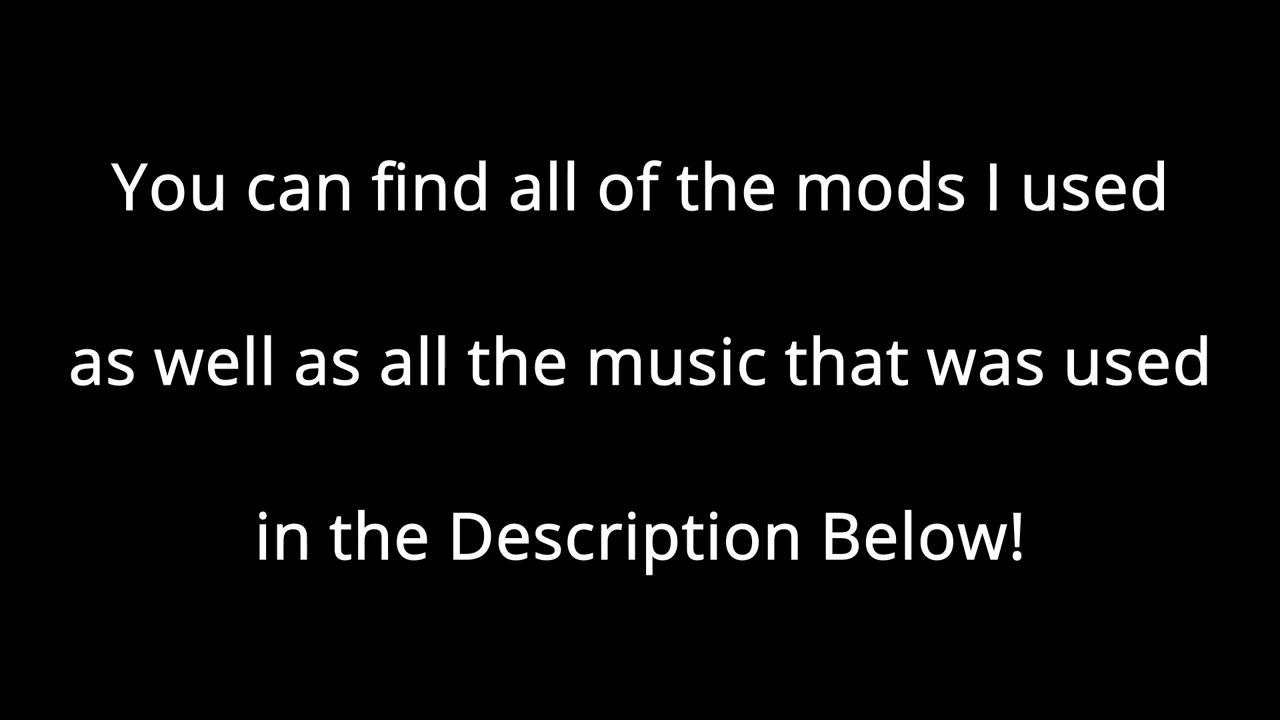 You can find all of the mods I used
as well as all the music that was used
in the Description Below!